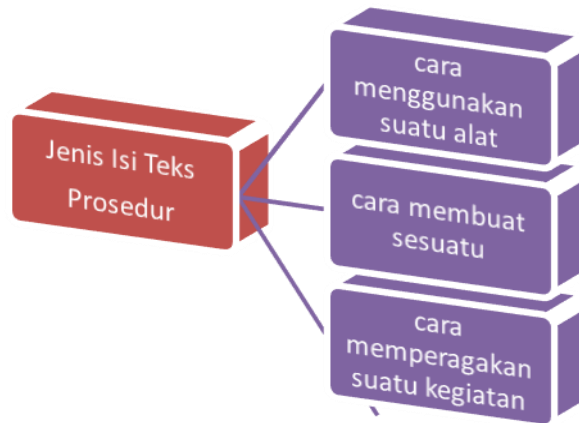 Jenis Isi Teks
Prosedur
cara
menggunakan
suatu alat
cara membuat
sesuatu
cara
memperagakan
suatu kegiatan